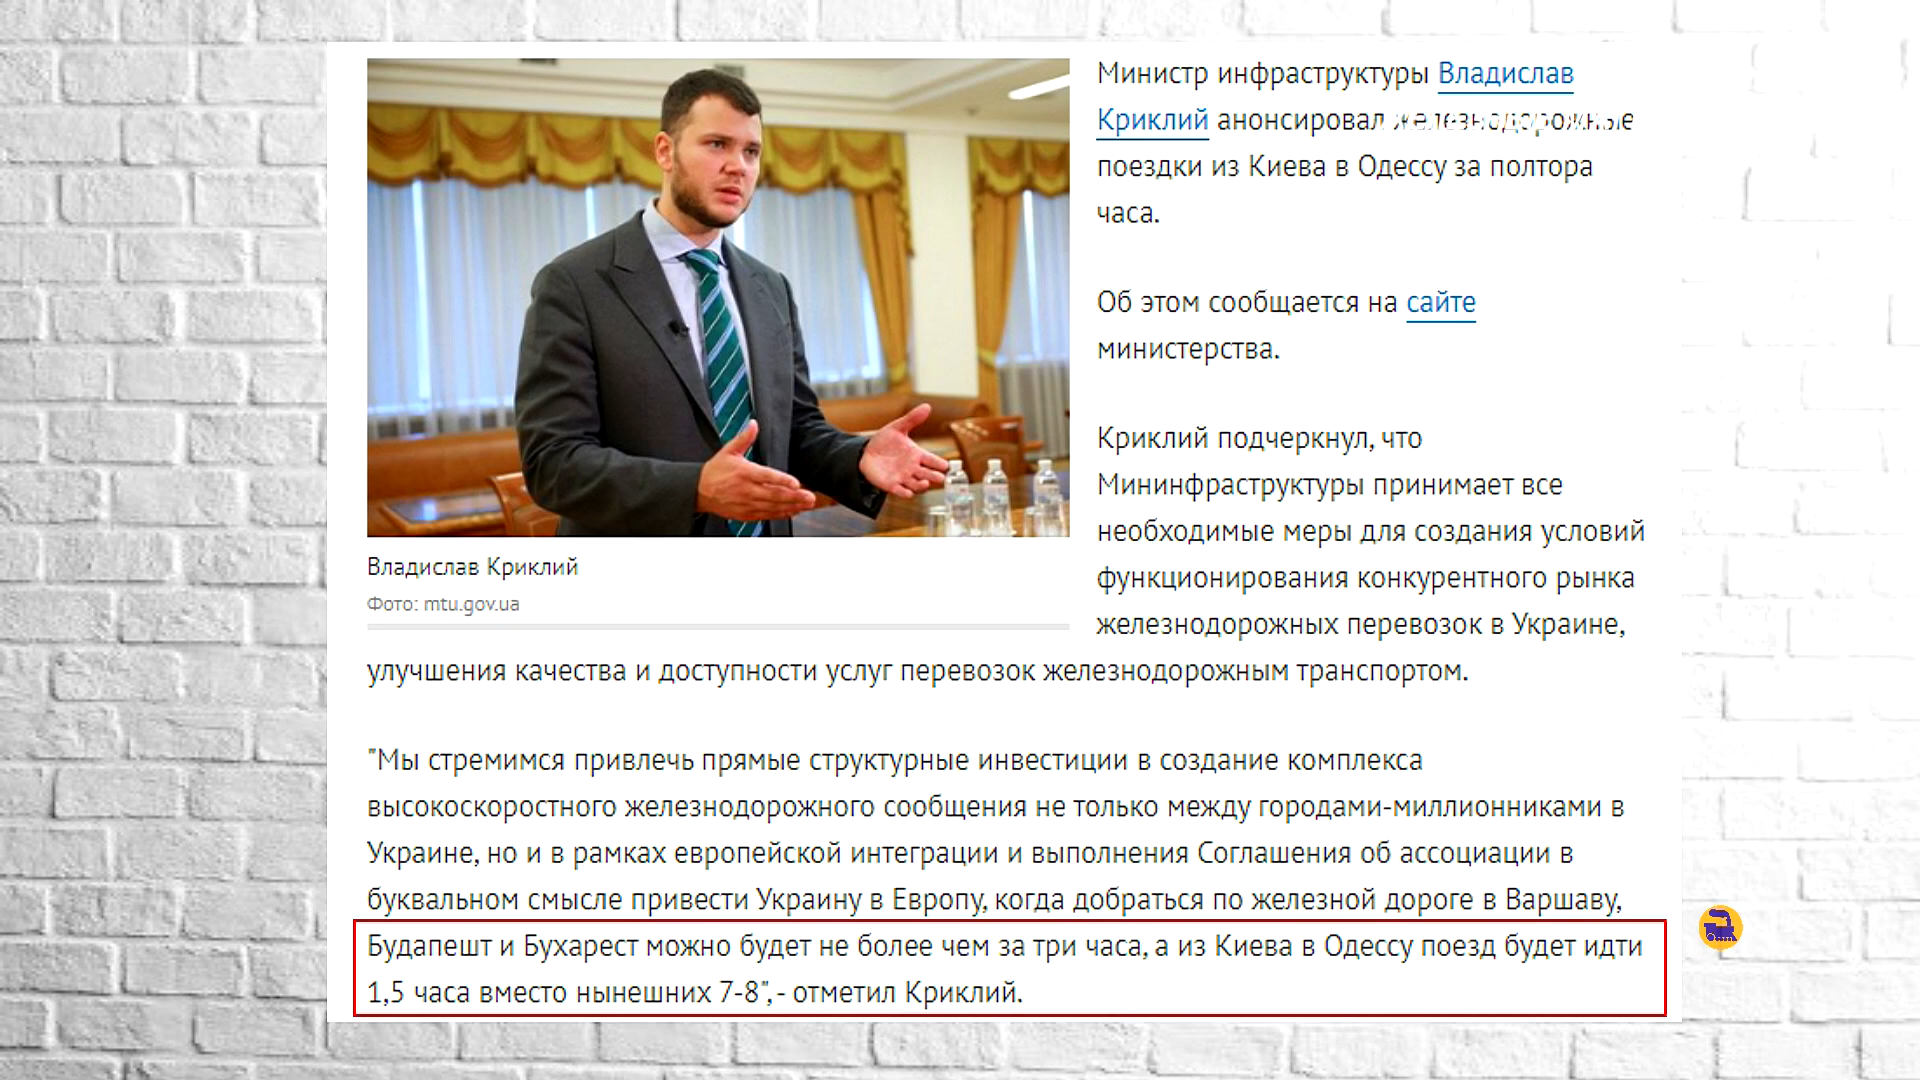 Министр инфраструктуры Владислав
Криклий анонсировал железнодорожные
поездки из Киева в Одессу за полтора
часа.
Об этом сообщается на сайте
министерства.
Криклий подчеркнул, что
Мининфраструктуры принимает все
необходимые меры для создания условий
функционирования конкурентного рынка
железнодорожных перевозок в Украине,
Владислав Криклий
Фото: mtu.gov.ua
улучшения качества и доступности услуг перевозок железнодорожным транспортом.
"Мы стремимся привлечь прямые структурные инвестиции в создание комплекса
высокоскоростного железнодорожного сообщения не только между городами-миллионниками в
Украине, но и в рамках европейской интеграции и выполнения Соглашения об ассоциации в
буквальном смысле привести Украину в Европу, когда добраться по железной дороге в Варшаву,
Будапешт и Бухарест можно будет не более чем за три часа, а из Киева в Одессу поезд будет идти
1,5 часа вместо нынешних 7-8", - отметил Криклий.